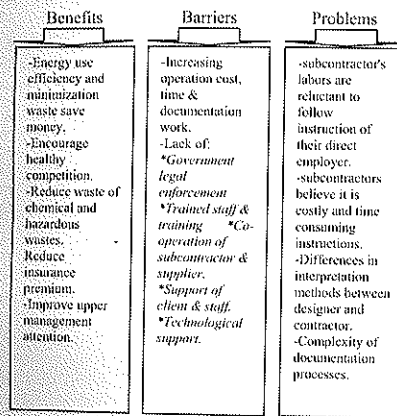 Benefits
-Energy use
efficiency and
minimization
waste save
money.
-Encourage
healthy
competition.
-Reduce waste of
chemical and
hazardous
wastes.
Reduce
insurance
premium.
-Improve upper
management
attention.
Barriers
-Increasing
operation cost,
time &
documentation
work.
-Lack of:
*Government
legal
enforcement
*Trained staff &
training *Co-
operation of
subcontractor &
supplier.
*Support of
client & staff.
*Technological
support.
Problems
-subcontractor's
labors are
reluctant to
follow
instruction of
their direct
employer.
-subcontractors
believe it is
costly and time
consuming
instructions.
-Differences in
interpretation
methods between
designer and
contractor.
-Complexity of
documentation
processes.